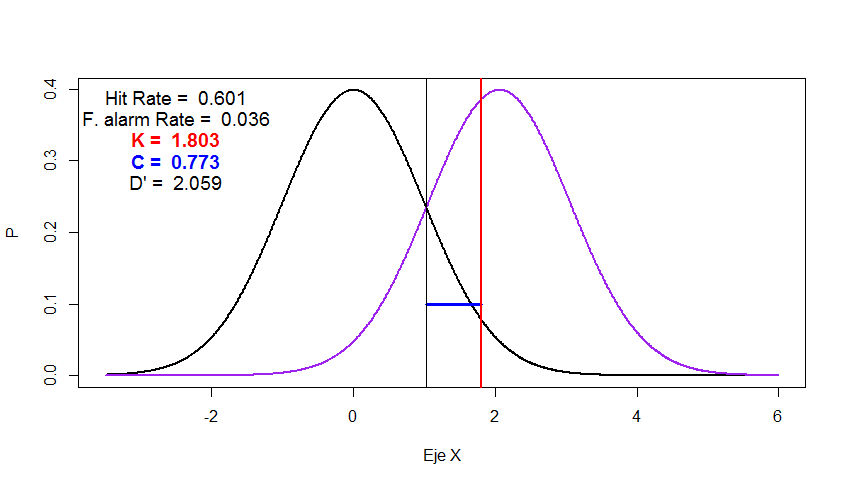 Hit Rate =  0.601
F. alarm Rate =  0.036
K =  1.803
C =  0.773
D' =  2.059
0.4
0.3
0.2
0.1
0.0
P
-2 0 2 4 6
Eje X